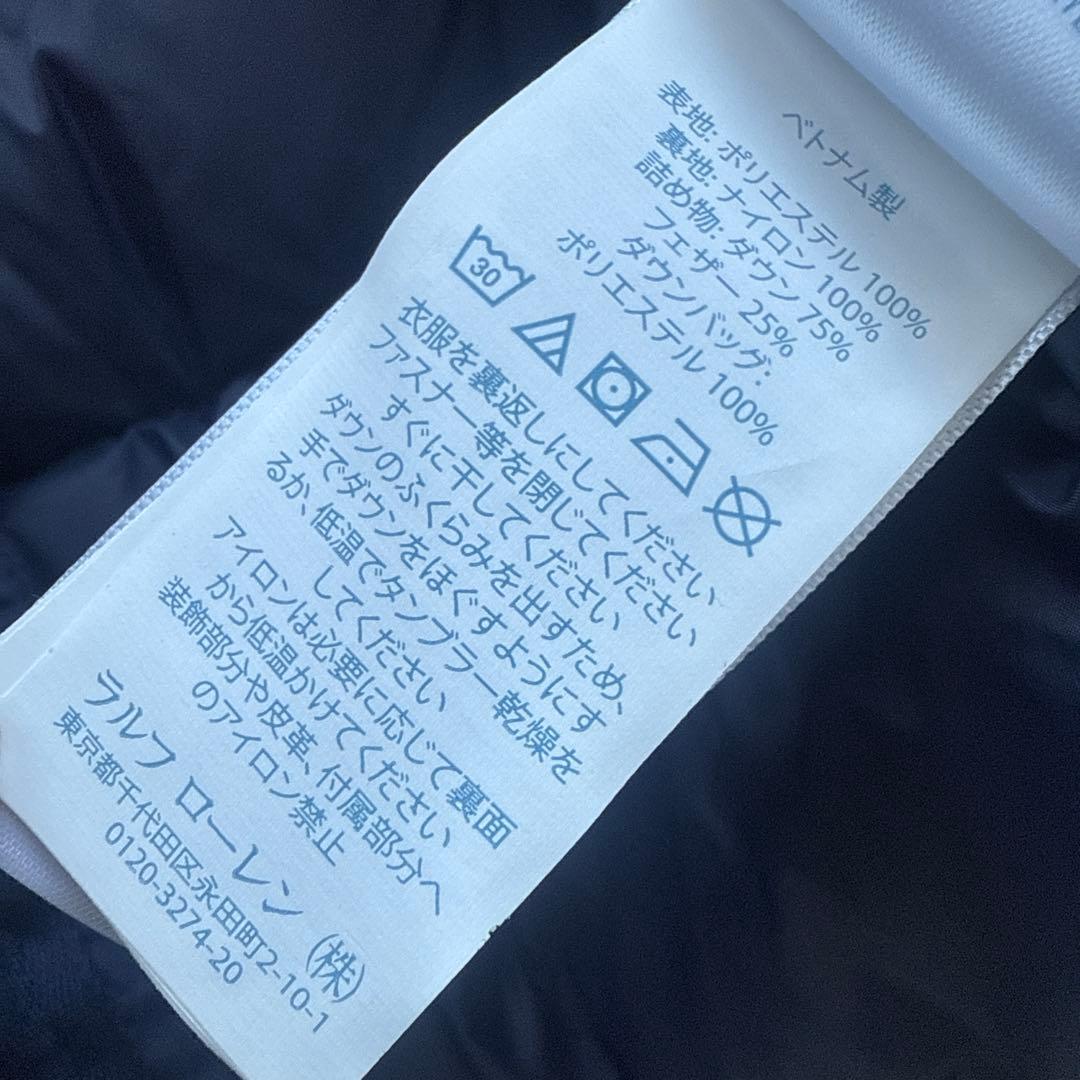 ベトナム製
表地: ポリエステル 100%
裏地: ナイロン 100%
詰め物: ダウン 75%
フェザー 25%
ダウンバッグ:
ポリエステル 100%
30
衣服を裏返しにしてください
ファスナー等を閉じてください
すぐに干してください
ダウンのふくらみを出すため、
手でダウンをほぐすようにす
るか、低温でタンブラー乾燥を
してください
アイロンは必要に応じて裏面
から低温かけてください
装飾部分や皮革、付属部分へ
のアイロン禁止
ラルフ ローレン (株)
東京都千代田区永田町2-10-1
0120-3274-20